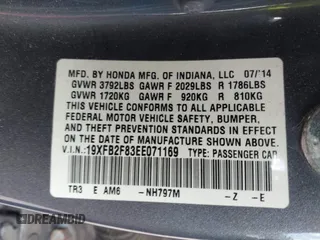 MFD. BY HONDA MFG. OF INDIANA, LLC 07/'14
GVWR 3792LBS GAWR F 2029LBS R 1786LBS
GVWR 1720KG GAWR F 920KG R 810KG
THIS VEHICLE CONFORMS TO ALL APPLICABLE
FEDERAL MOTOR VEHICLE SAFETY, BUMPER,
AND THEFT PREVENTION STANDARDS IN EFFECT
ON THE DATE OF MANUFACTURE SHOWN ABOVE.
V.I.N.: 19XFB2F83EE071169 TYPE: PASSENGER CAR
TR3 E AM6 -NH797M -Z -E
© DREAMBID